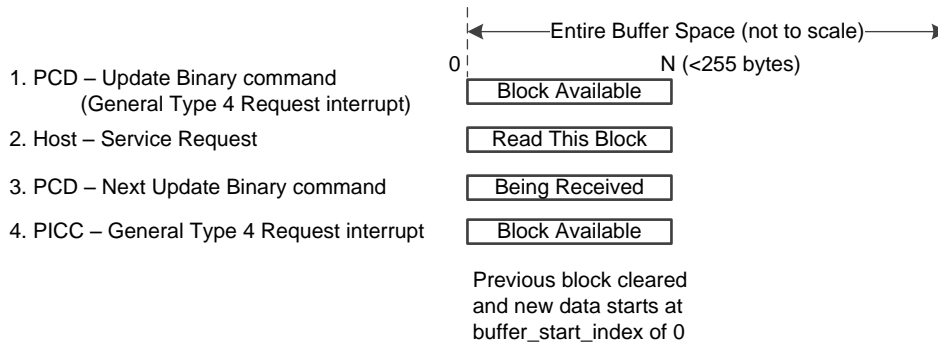 Entire Buffer Space (not to scale)
0
N (<255 bytes)
1. PCD – Update Binary command
(General Type 4 Request interrupt)
Block Available
2. Host – Service Request
Read This Block
3. PCD – Next Update Binary command
Being Received
4. PICC – General Type 4 Request interrupt
Block Available
Previous block cleared
and new data starts at
buffer_start_index of 0